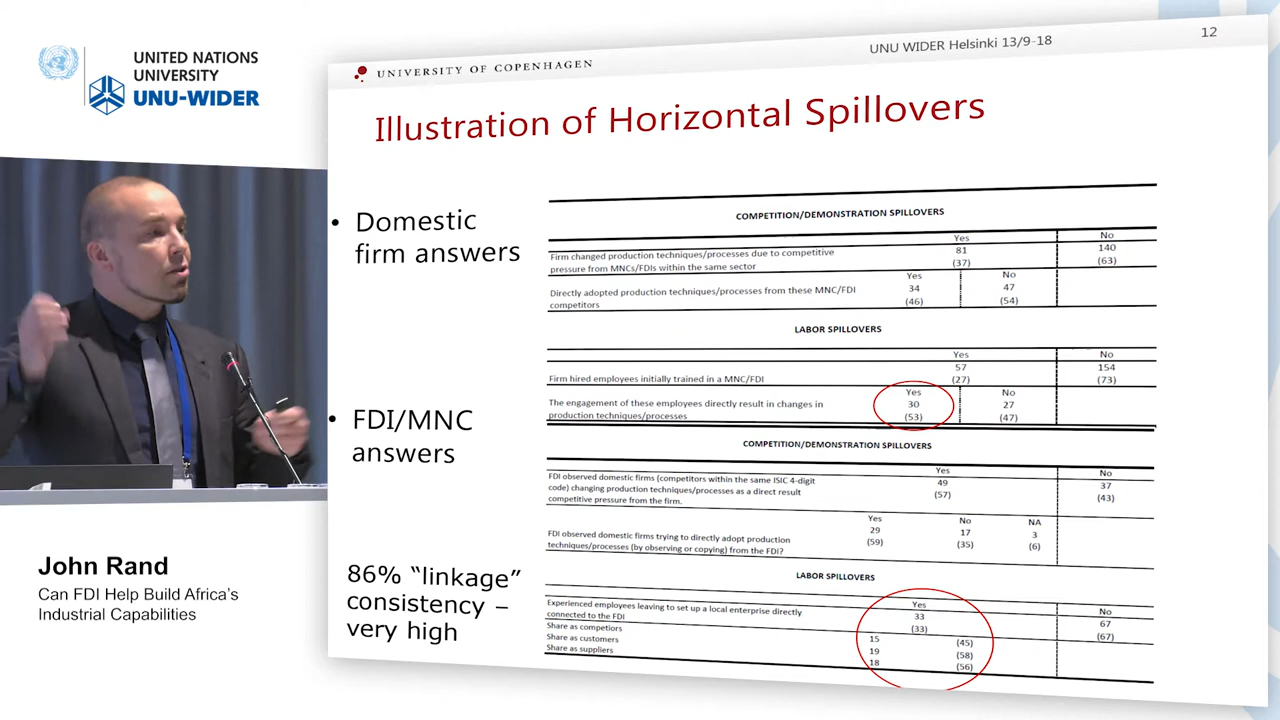 UNITED NATIONS
UNIVERSITY
UNU-WIDER
John Rand
Can FDI Help Build Africa's
Industrial Capabilities
UNU WIDER Helsinki 13/9-18
12
UNIVERSITY OF COPENHAGEN
Illustration of Horizontal Spillovers
• Domestic
firm answers
• FDI/MNC
answers
86% “linkage”
consistency –
very high
COMPETITION/DEMONSTRATION SPILLOVERS
Yes No
Firm changed production techniques/processes due to competitive 81 140
pressure from MNCs/FDIs within the same sector (37) (63)
Yes No
Directly adopted production techniques/processes from these MNC/FDI 34 47
competitors (46) (54)
LABOR SPILLOVERS
Yes No
57 154
Firm hired employees initially trained in a MNC/FDI (27) (73)
Yes No
The engagement of these employees directly result in changes in 30 27
production techniques/processes (53) (47)
COMPETITION/DEMONSTRATION SPILLOVERS
Yes No
FDI observed domestic firms (competitors within the same ISIC 4-digit 49 37
code) changing production techniques/processes as a direct result (57) (43)
competitive pressure from the firm.
Yes No NA
FDI observed domestic firms trying to directly adopt production 29 17 3
techniques/processes (by observing or copying) from the FDI? (59) (35) (6)
LABOR SPILLOVERS
Yes No
Experienced employees leaving to set up a local enterprise directly 33 67
connected to the FDI (33) (67)
Share as competiors 15 (45)
Share as customers 19 (58)
Share as suppliers 18 (56)